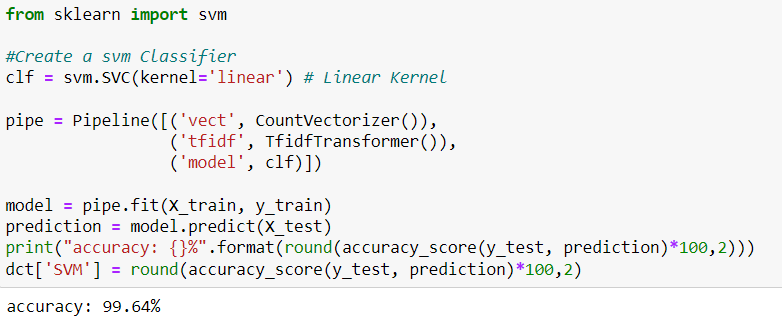 from sklearn import svm
#Create a svm Classifier
clf = svm.SVC(kernel='linear') # Linear Kernel
pipe = Pipeline([('vect', CountVectorizer()),
('tfidf', TfidfTransformer()),
('model', clf)])
model = pipe.fit(X_train, y_train)
prediction = model.predict(X_test)
print("accuracy: {}%".format(round(accuracy_score(y_test, prediction)*100,2)))
dct['SVM'] = round(accuracy_score(y_test, prediction)*100,2)
accuracy: 99.64%